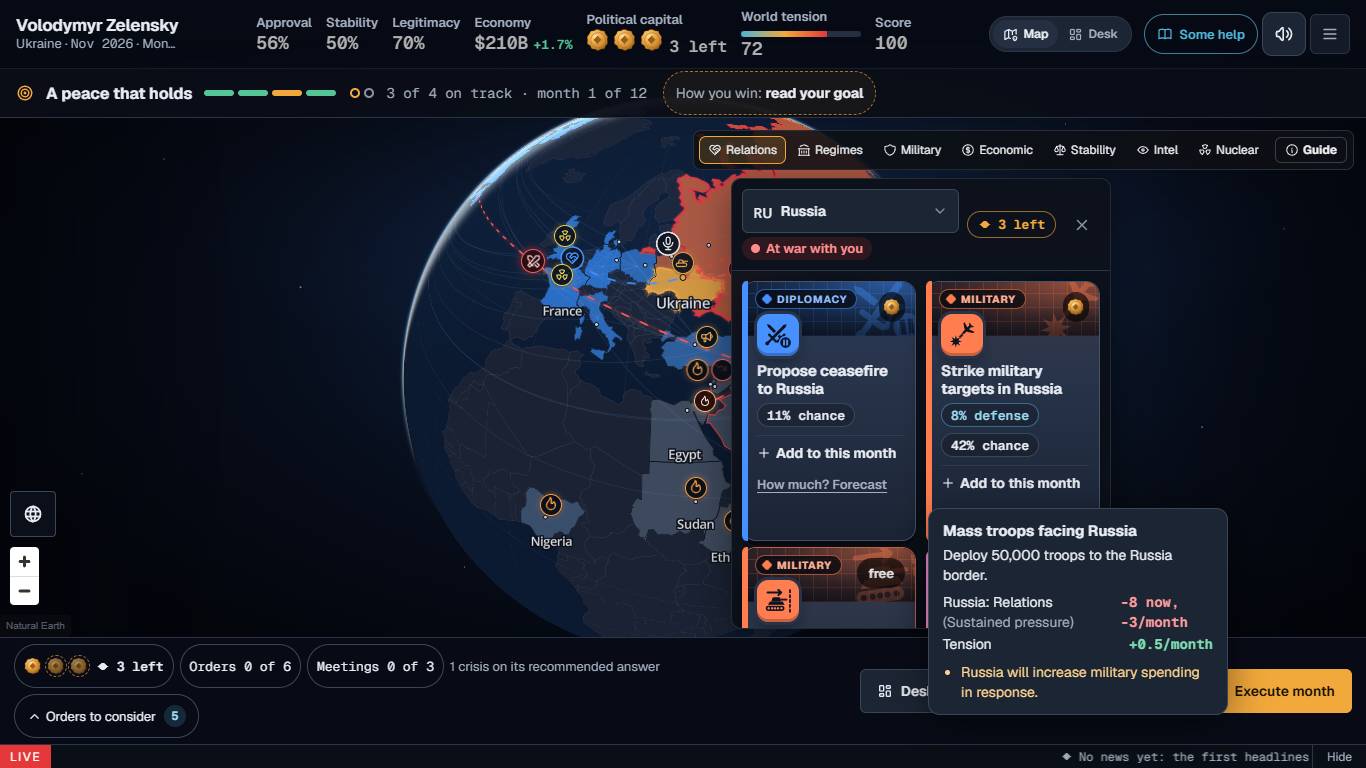 Volodymyr Zelensky
Ukraine · Nov 2026 · Mon...
Approval
56%
Stability
50%
Legitimacy
70%
Economy
$210B +1.7%
Political capital
3 left
World tension
72
Score
100
Map
Desk
Some help
A peace that holds
3 of 4 on track · month 1 of 12
How you win: read your goal
Relations
Regimes
Military
Economic
Stability
Intel
Nuclear
Guide
RU Russia
3 left
At war with you
DIPLOMACY
Propose ceasefire
to Russia
11% chance
+ Add to this month
How much? Forecast
MILITARY
Strike military
targets in Russia
8% defense
42% chance
+ Add to this month
MILITARY
free
Mass troops facing Russia
Deploy 50,000 troops to the Russia
border.
Russia: Relations -8 now,
(Sustained pressure) -3/month
Tension +0.5/month
Russia will increase military spending
in response.
France
Ukraine
Egypt
Sudan
Nigeria
Eth
+
−
Natural Earth
3 left
Orders 0 of 6
Meetings 0 of 3
1 crisis on its recommended answer
Orders to consider 5
Des
Execute month
LIVE
No news yet: the first headlines
Hide